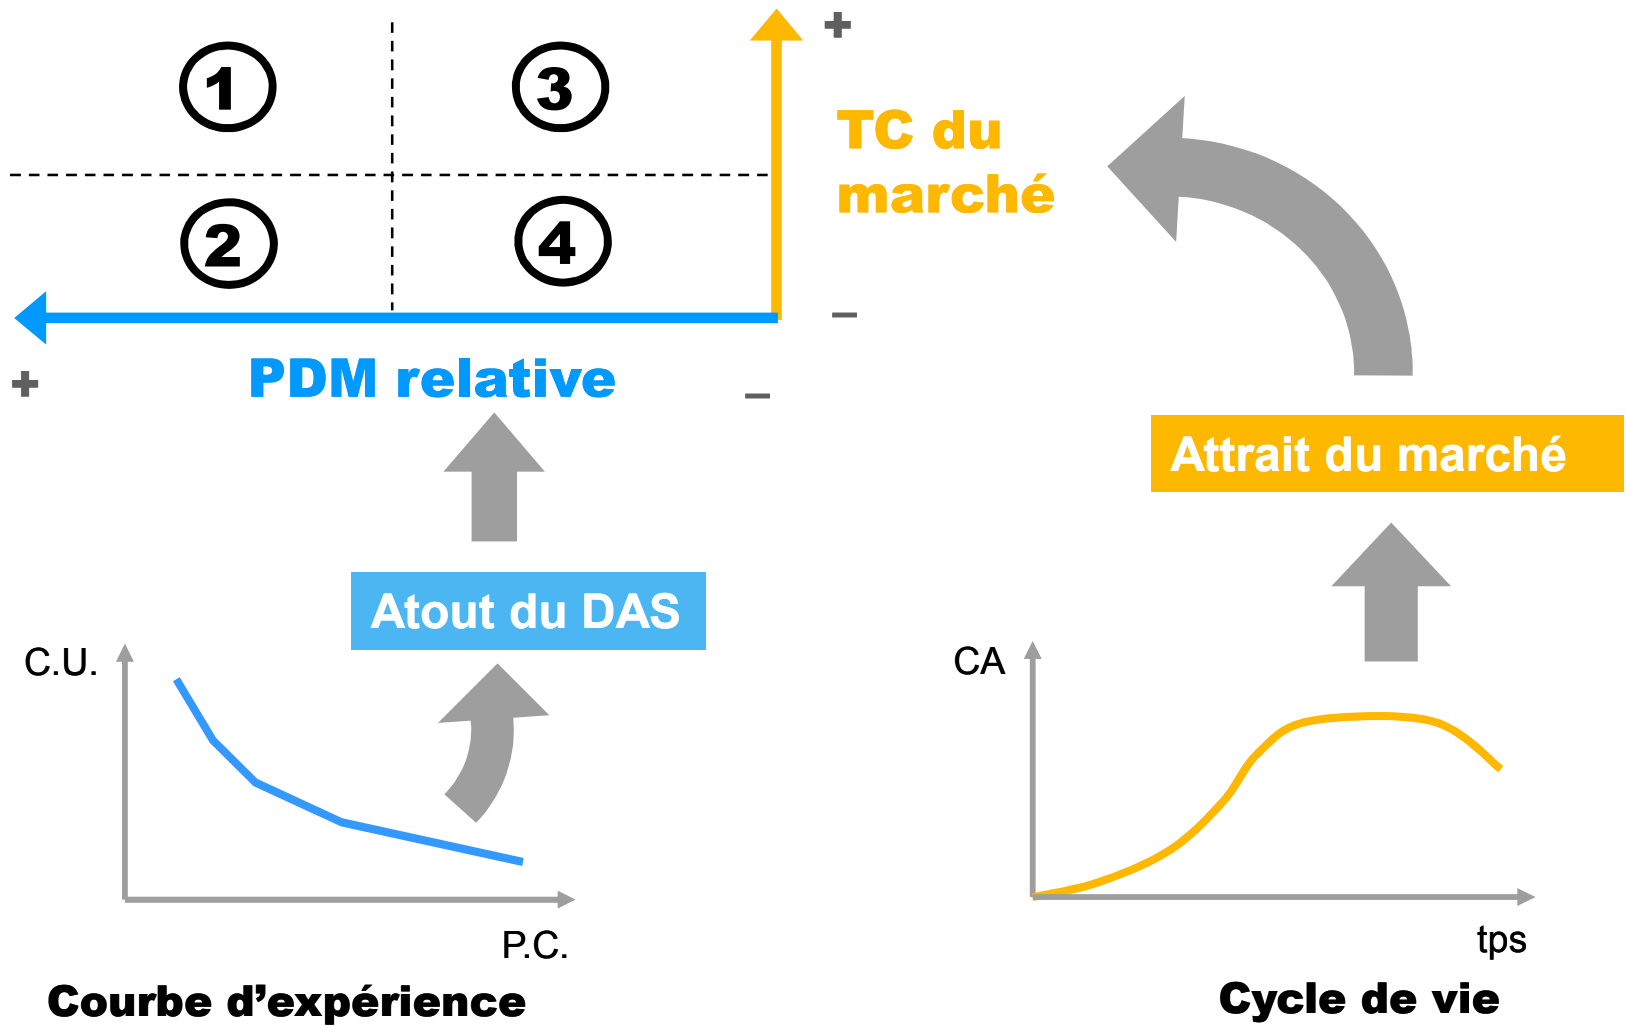 1
3
+
TC du
marché
2
4
–
+
PDM relative
–
Attrait du marché
Atout du DAS
C.U.
CA
P.C.
tps
Courbe d’expérience
Cycle de vie